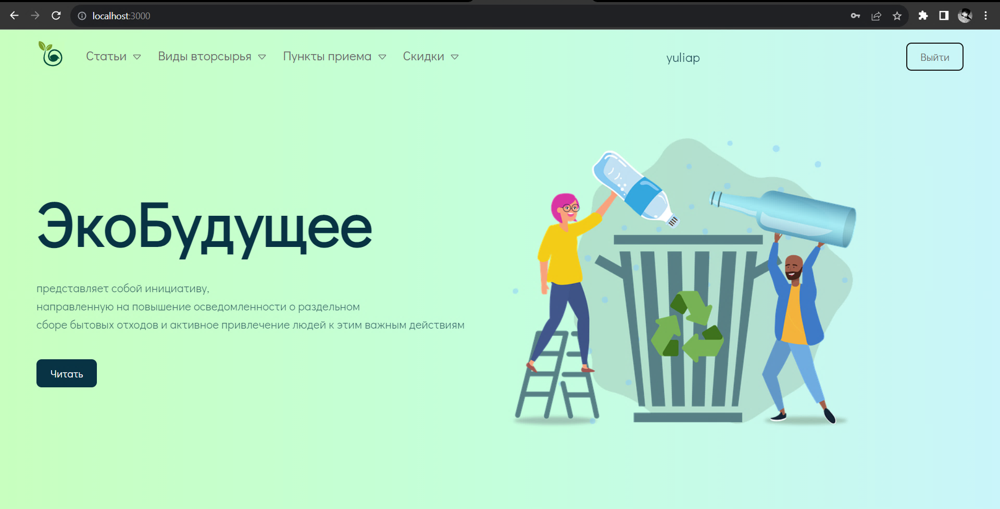 localhost:3000
Статьи Виды вторсырья Пункты приема Скидки yuliap Выйти
ЭкоБудущее
представляет собой инициативу,
направленную на повышение осведомленности о раздельном
сборе бытовых отходов и активное привлечение людей к этим важным действиям
Читать